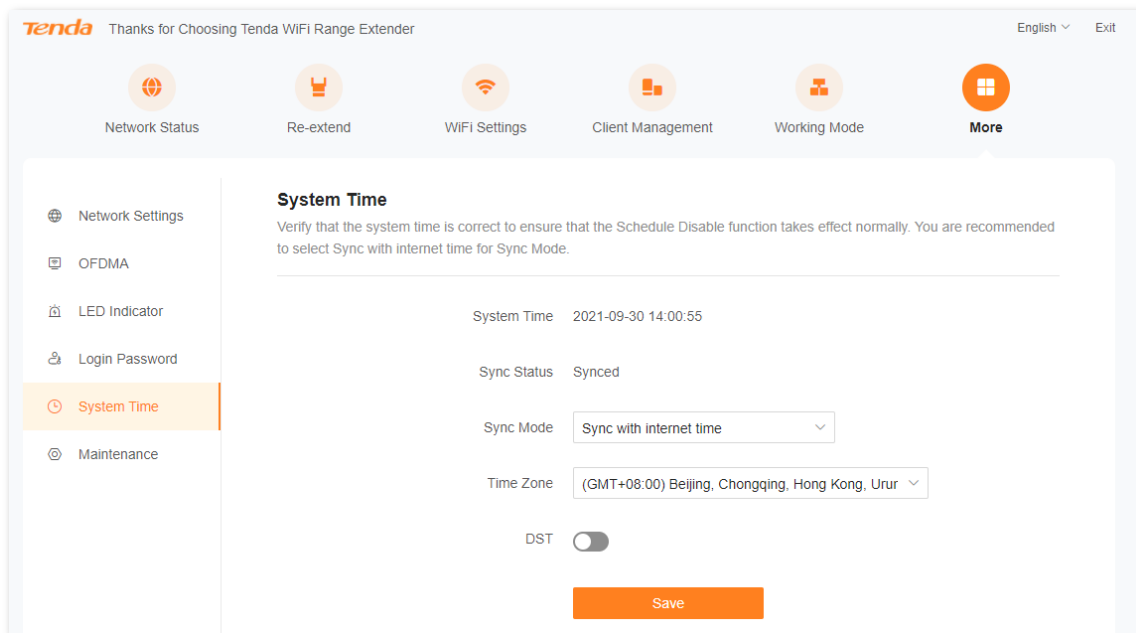 Tenda Thanks for Choosing Tenda WiFi Range Extender English Exit
Network Status Re-extend WiFi Settings Client Management Working Mode More
Network Settings
OFDMA
LED Indicator
Login Password
System Time
Maintenance
System Time
Verify that the system time is correct to ensure that the Schedule Disable function takes effect normally. You are recommended
to select Sync with internet time for Sync Mode.
System Time 2021-09-30 14:00:55
Sync Status Synced
Sync Mode Sync with internet time
Time Zone (GMT+08:00) Beijing, Chongqing, Hong Kong, Urur
DST
Save